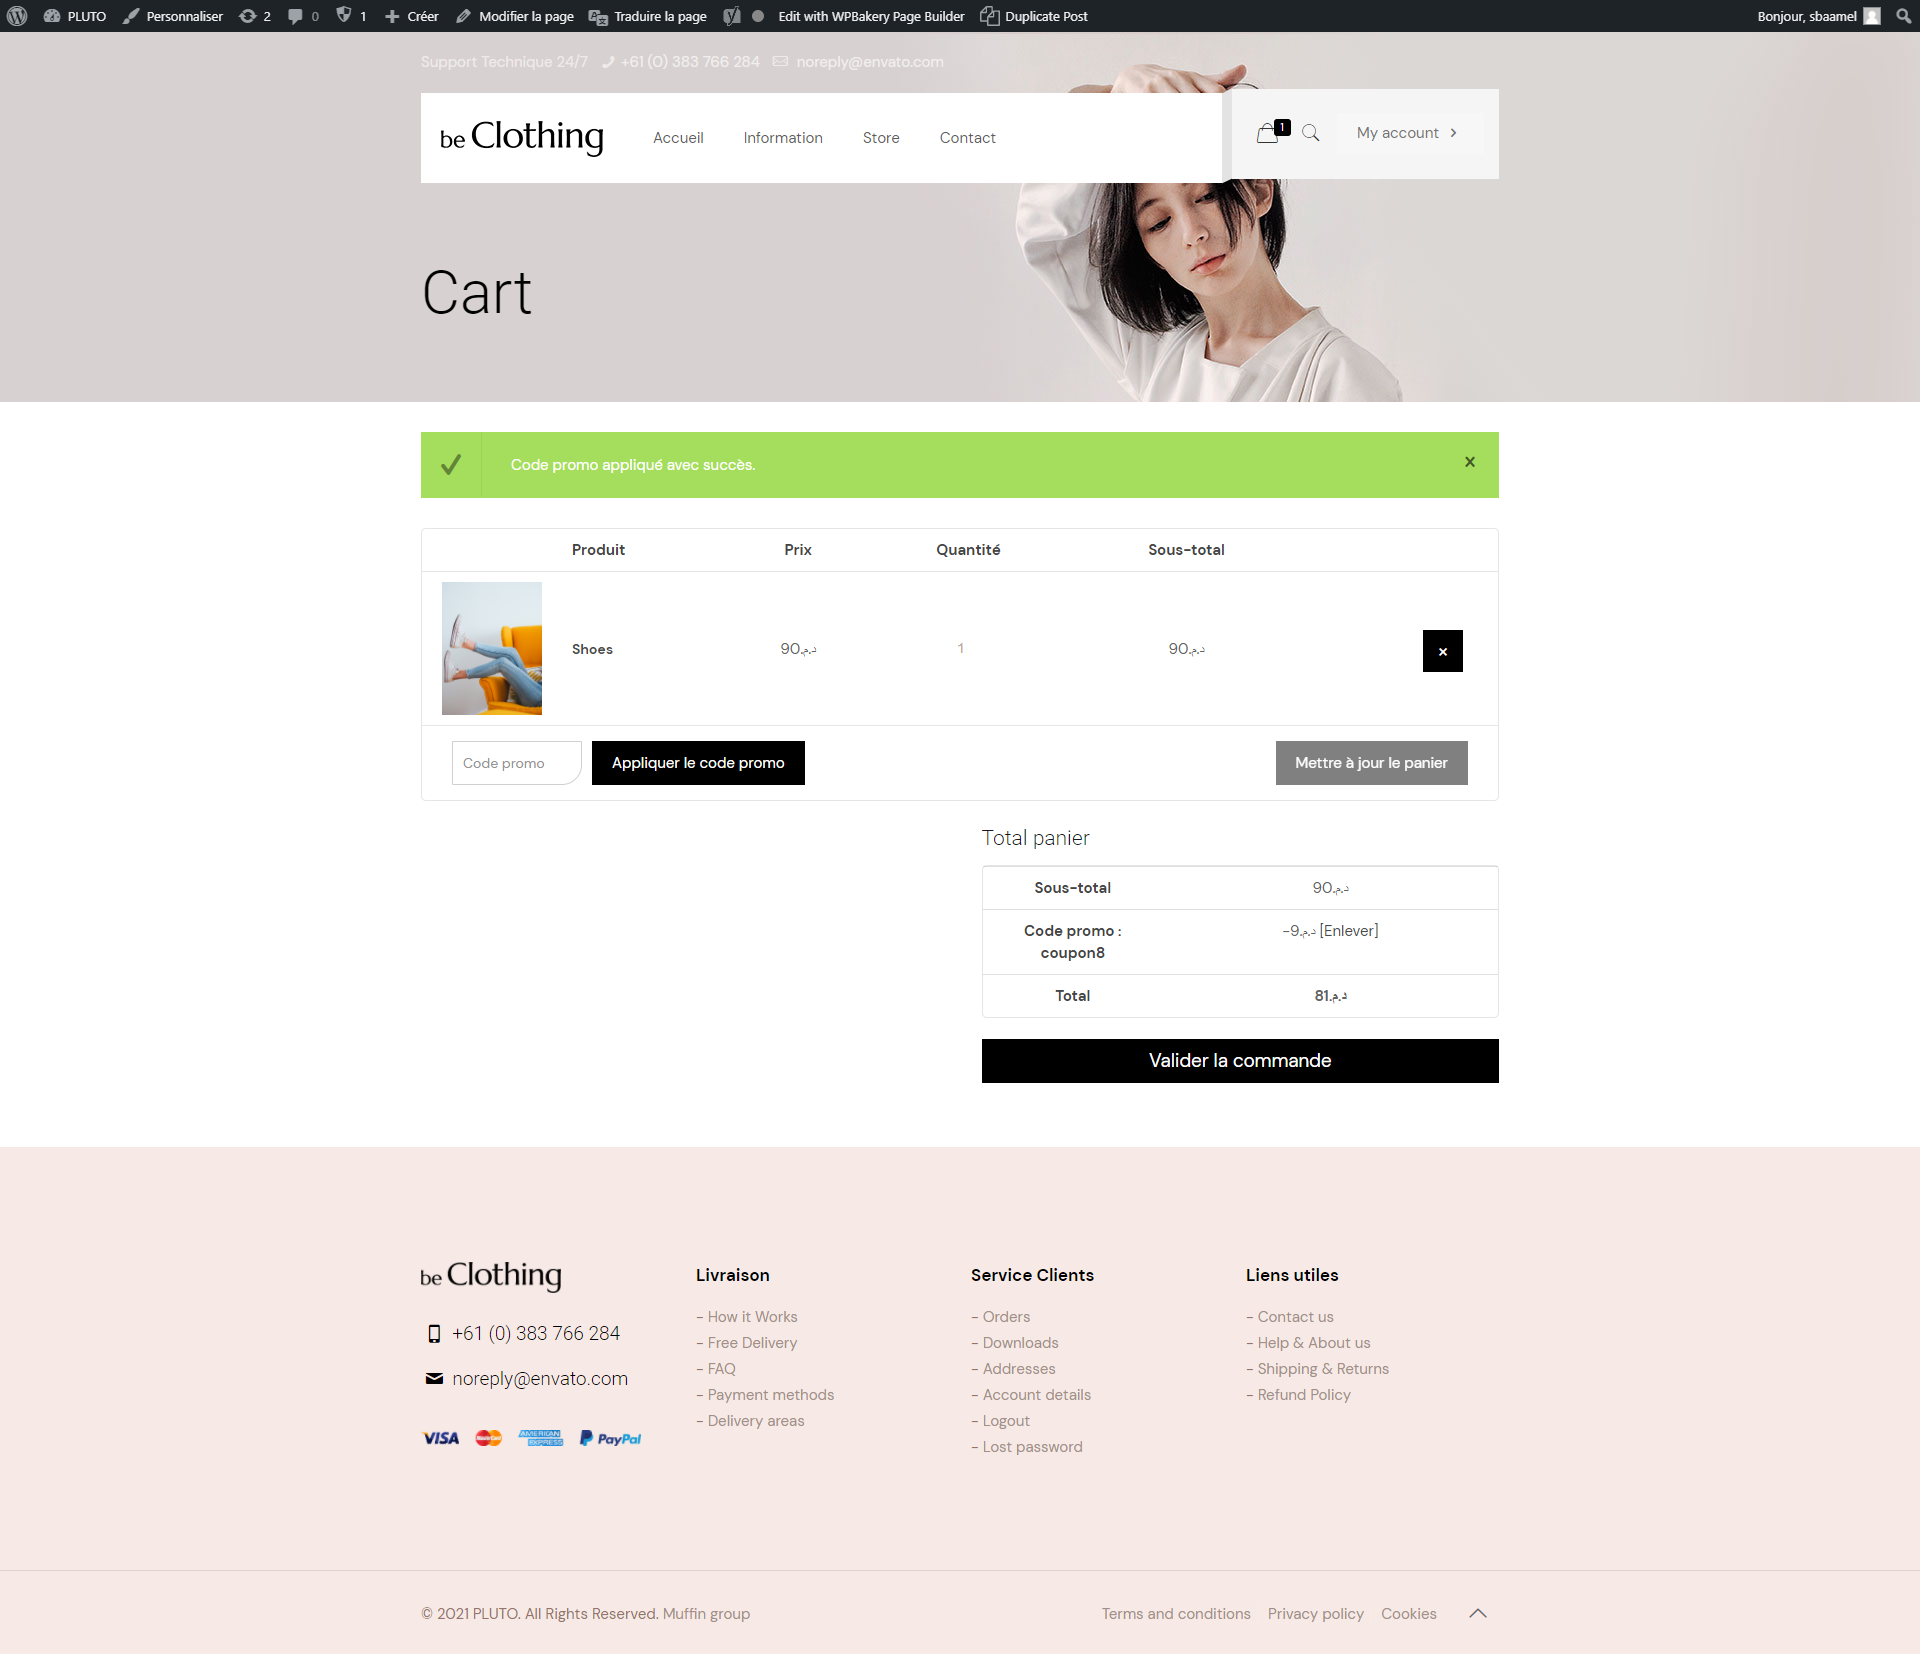 PLUTO Personnaliser 2 0 1 Créer Modifier la page Traduire la page Edit with WPBakery Page Builder Duplicate Post Bonjour, sbaamel
Support Technique 24/7 +61 (0) 383 766 284 noreply@envato.com
be Clothing Accueil Information Store Contact 1 My account
Cart
Code promo appliqué avec succès.
Produit Prix Quantité Sous-total
Shoes 90د.م. 1 90د.م. ×
Code promo Appliquer le code promo Mettre à jour le panier
Total panier
Sous-total 90د.م.
Code promo : coupon8 -9د.م. [Enlever]
Total 81د.م.
Valider la commande
be Clothing
+61 (0) 383 766 284
noreply@envato.com
VISA MasterCard AMERICAN EXPRESS PayPal
Livraison
- How it Works
- Free Delivery
- FAQ
- Payment methods
- Delivery areas
Service Clients
- Orders
- Downloads
- Addresses
- Account details
- Logout
- Lost password
Liens utiles
- Contact us
- Help & About us
- Shipping & Returns
- Refund Policy
© 2021 PLUTO. All Rights Reserved. Muffin group Terms and conditions Privacy policy Cookies